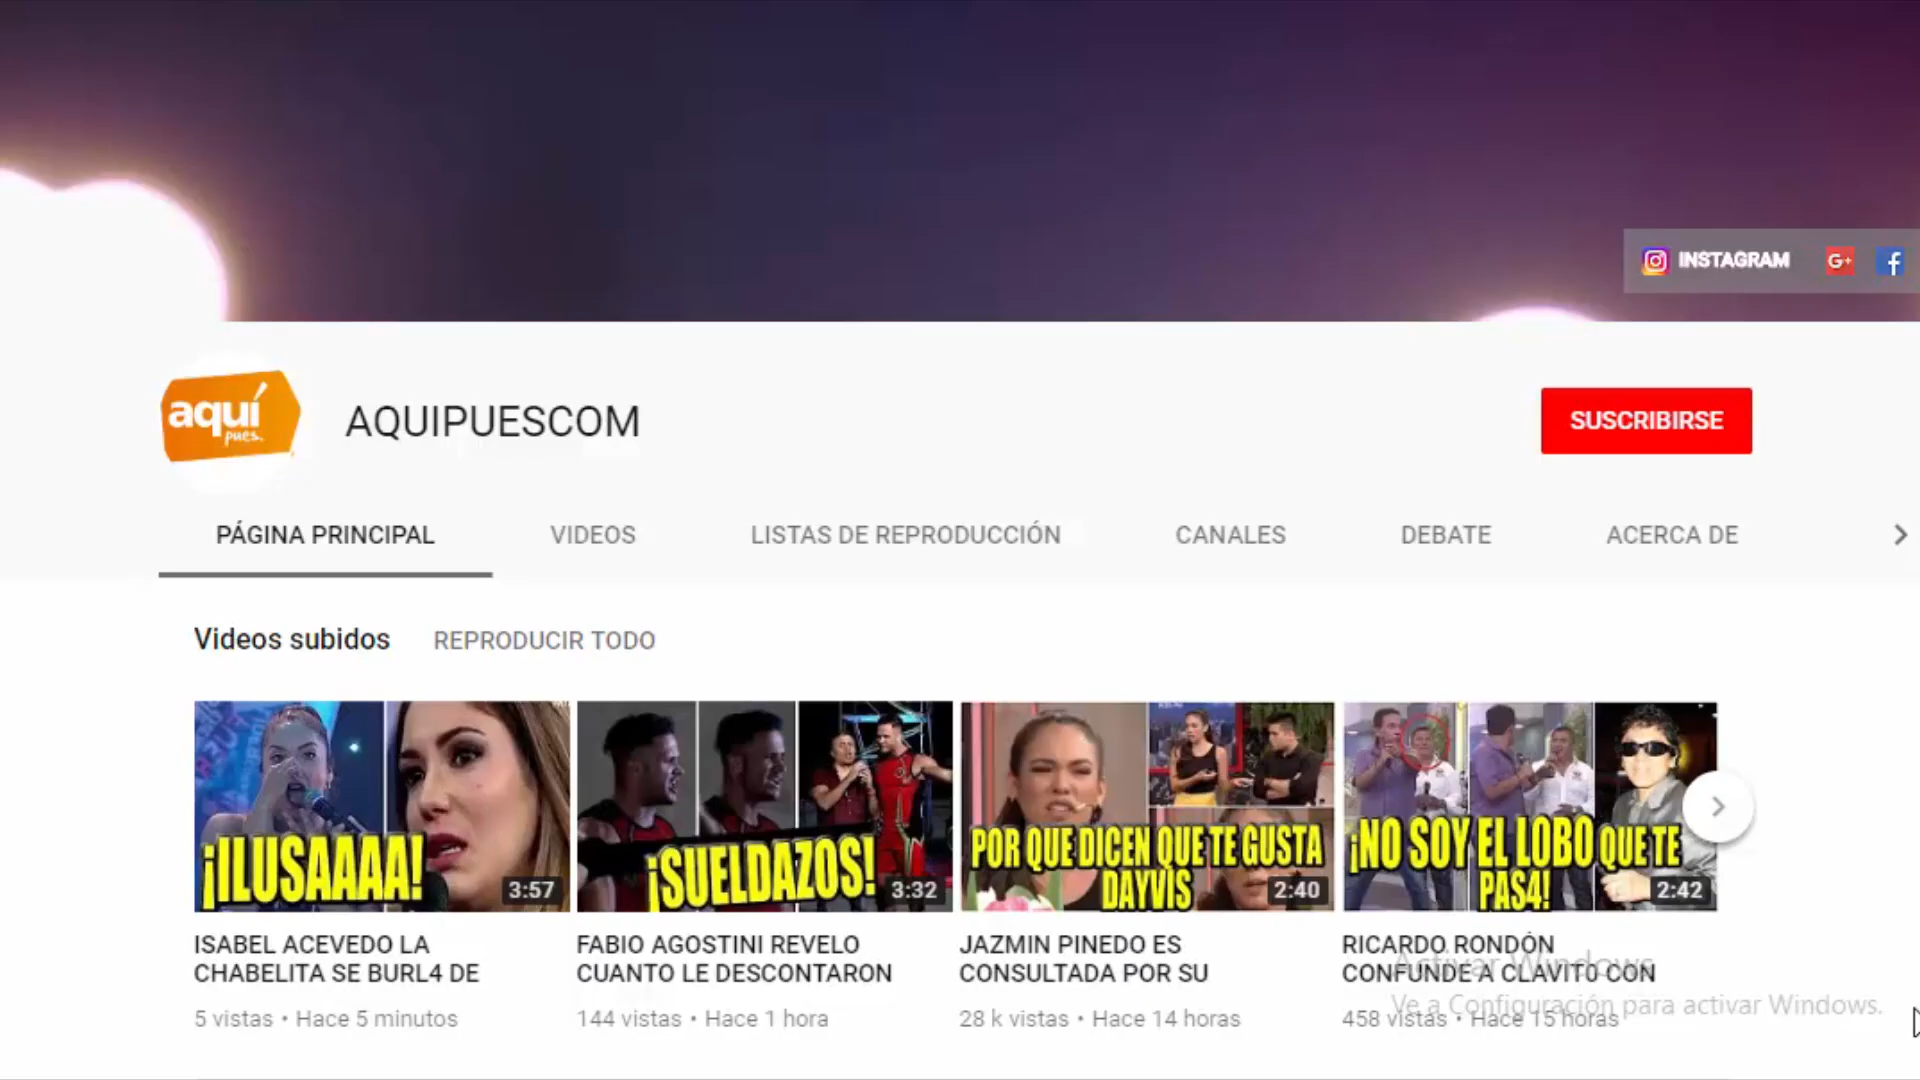 INSTAGRAM
G+
f
aquí
pues.
AQUIPUESCOM
SUSCRIBIRSE
PÁGINA PRINCIPAL
VIDEOS
LISTAS DE REPRODUCCIÓN
CANALES
DEBATE
ACERCA DE
Videos subidos
REPRODUCIR TODO
¡ILUSAAAA!
3:57
¡SUELDAZOS!
3:32
POR QUE DICEN QUE TE GUSTA
DAYVIS
2:40
¡NO SOY EL LOBO QUE TE
PAS4!
2:42
ISABEL ACEVEDO LA
CHABELITA SE BURL4 DE
5 vistas • Hace 5 minutos
FABIO AGOSTINI REVELO
CUANTO LE DESCONTARON
144 vistas • Hace 1 hora
JAZMIN PINEDO ES
CONSULTADA POR SU
28 k vistas • Hace 14 horas
RICARDO RONDÓN
CONFUNDE A CLAVIT0 CON
458 vistas • Hace 15 horas
Activar Windows
Ve a Configuración para activar Windows.